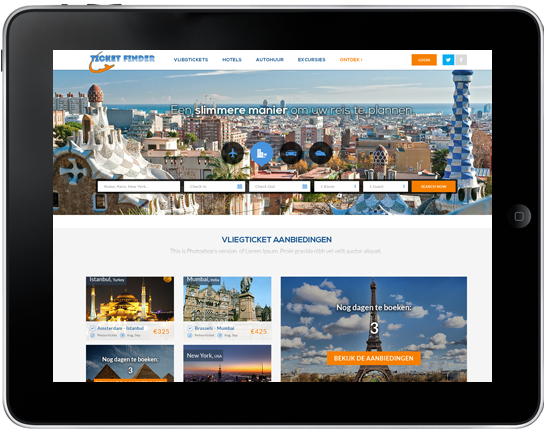 TICKET FINDER
VLIEGTICKETS HOTELS AUTOHUUR EXCURSIES ONTDEK ›
LOGIN
Een slimmere manier om uw reis te plannen
Rome, Paris, New York...
Check In
Check Out
1 Room
1 Guest
SEARCH NOW
VLIEGTICKET AANBIEDINGEN
This is Photoshop's version of Lorem Ipsum. Proin gravida nibh vel velit auctor aliquet.
Istanbul, Turkey
Amsterdam - Istanbul
€325
Mumbai, India
Brussels - Mumbai
€425
Nog dagen te boeken:
3
BEKIJK DE AANBIEDINGEN
Nog dagen te boeken:
3
New York, USA